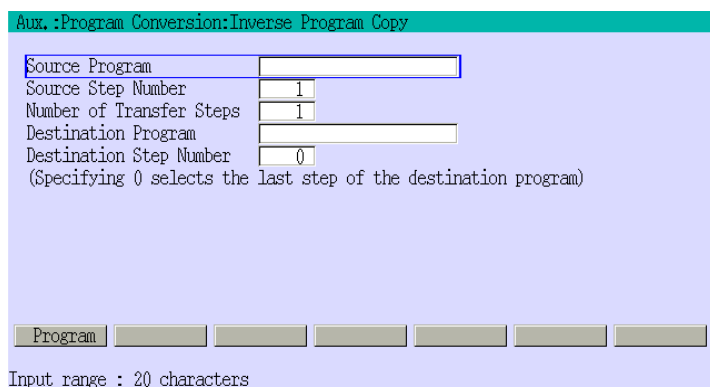 Aux.:Program Conversion:Inverse Program Copy
Source Program
Source Step Number 1
Number of Transfer Steps 1
Destination Program
Destination Step Number 0
(Specifying 0 selects the last step of the destination program)
Program
Input range : 20 characters